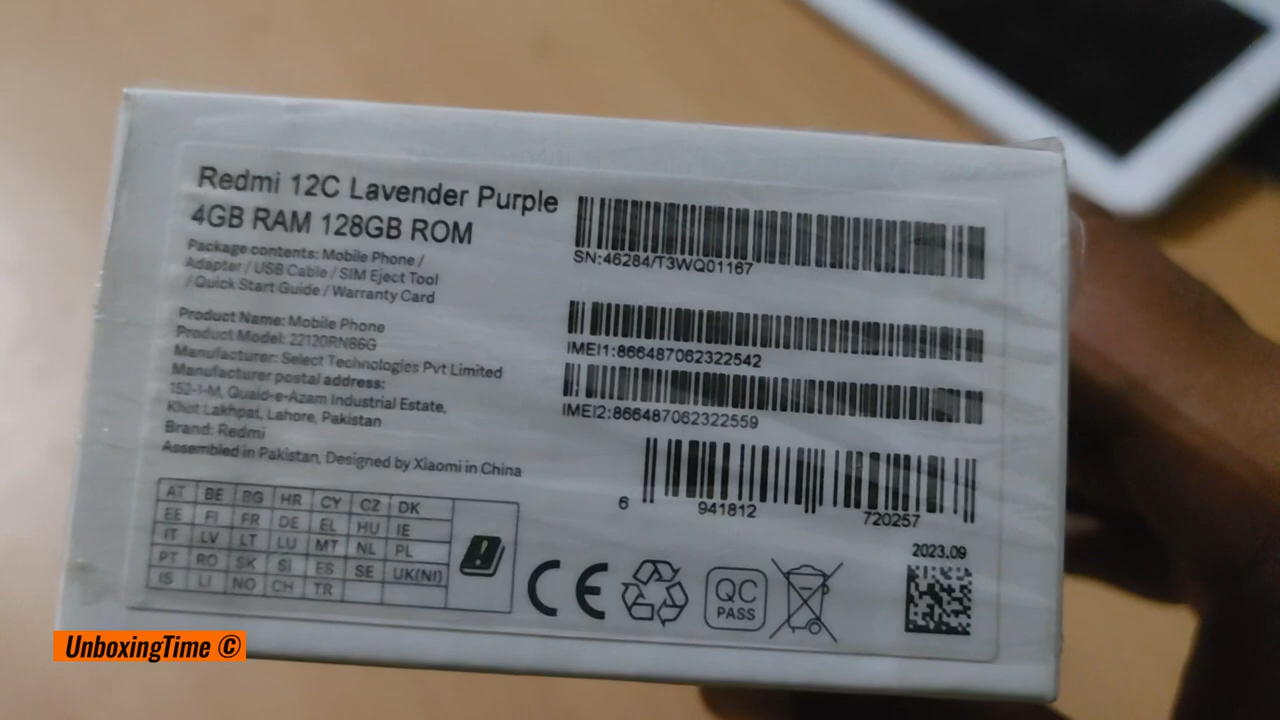 Redmi 12C Lavender Purple
4GB RAM 128GB ROM
Package contents: Mobile Phone /
Adapter / USB Cable / SIM Eject Tool
/ Quick Start Guide / Warranty Card
Product Name: Mobile Phone
Product Model: 22120RN86G
Manufacturer: Select Technologies Pvt Limited
Manufacturer postal address:
152-1-M, Quaid-e-Azam Industrial Estate,
Khot Lakhpat, Lahore, Pakistan
Brand: Redmi
Assembled in Pakistan, Designed by Xiaomi in China
AT BE BG HR CY CZ DK
EE FI FR DE EL HU IE
IT LV LT LU MT NL PL
PT RO SK SI ES SE UK(NI)
IS LI NO CH TR
SN:46284/T3WQ01167
IMEI1:866487062322542
IMEI2:866487062322559
6 941812 720257
2023.09
CE
QC
PASS
UnboxingTime ©